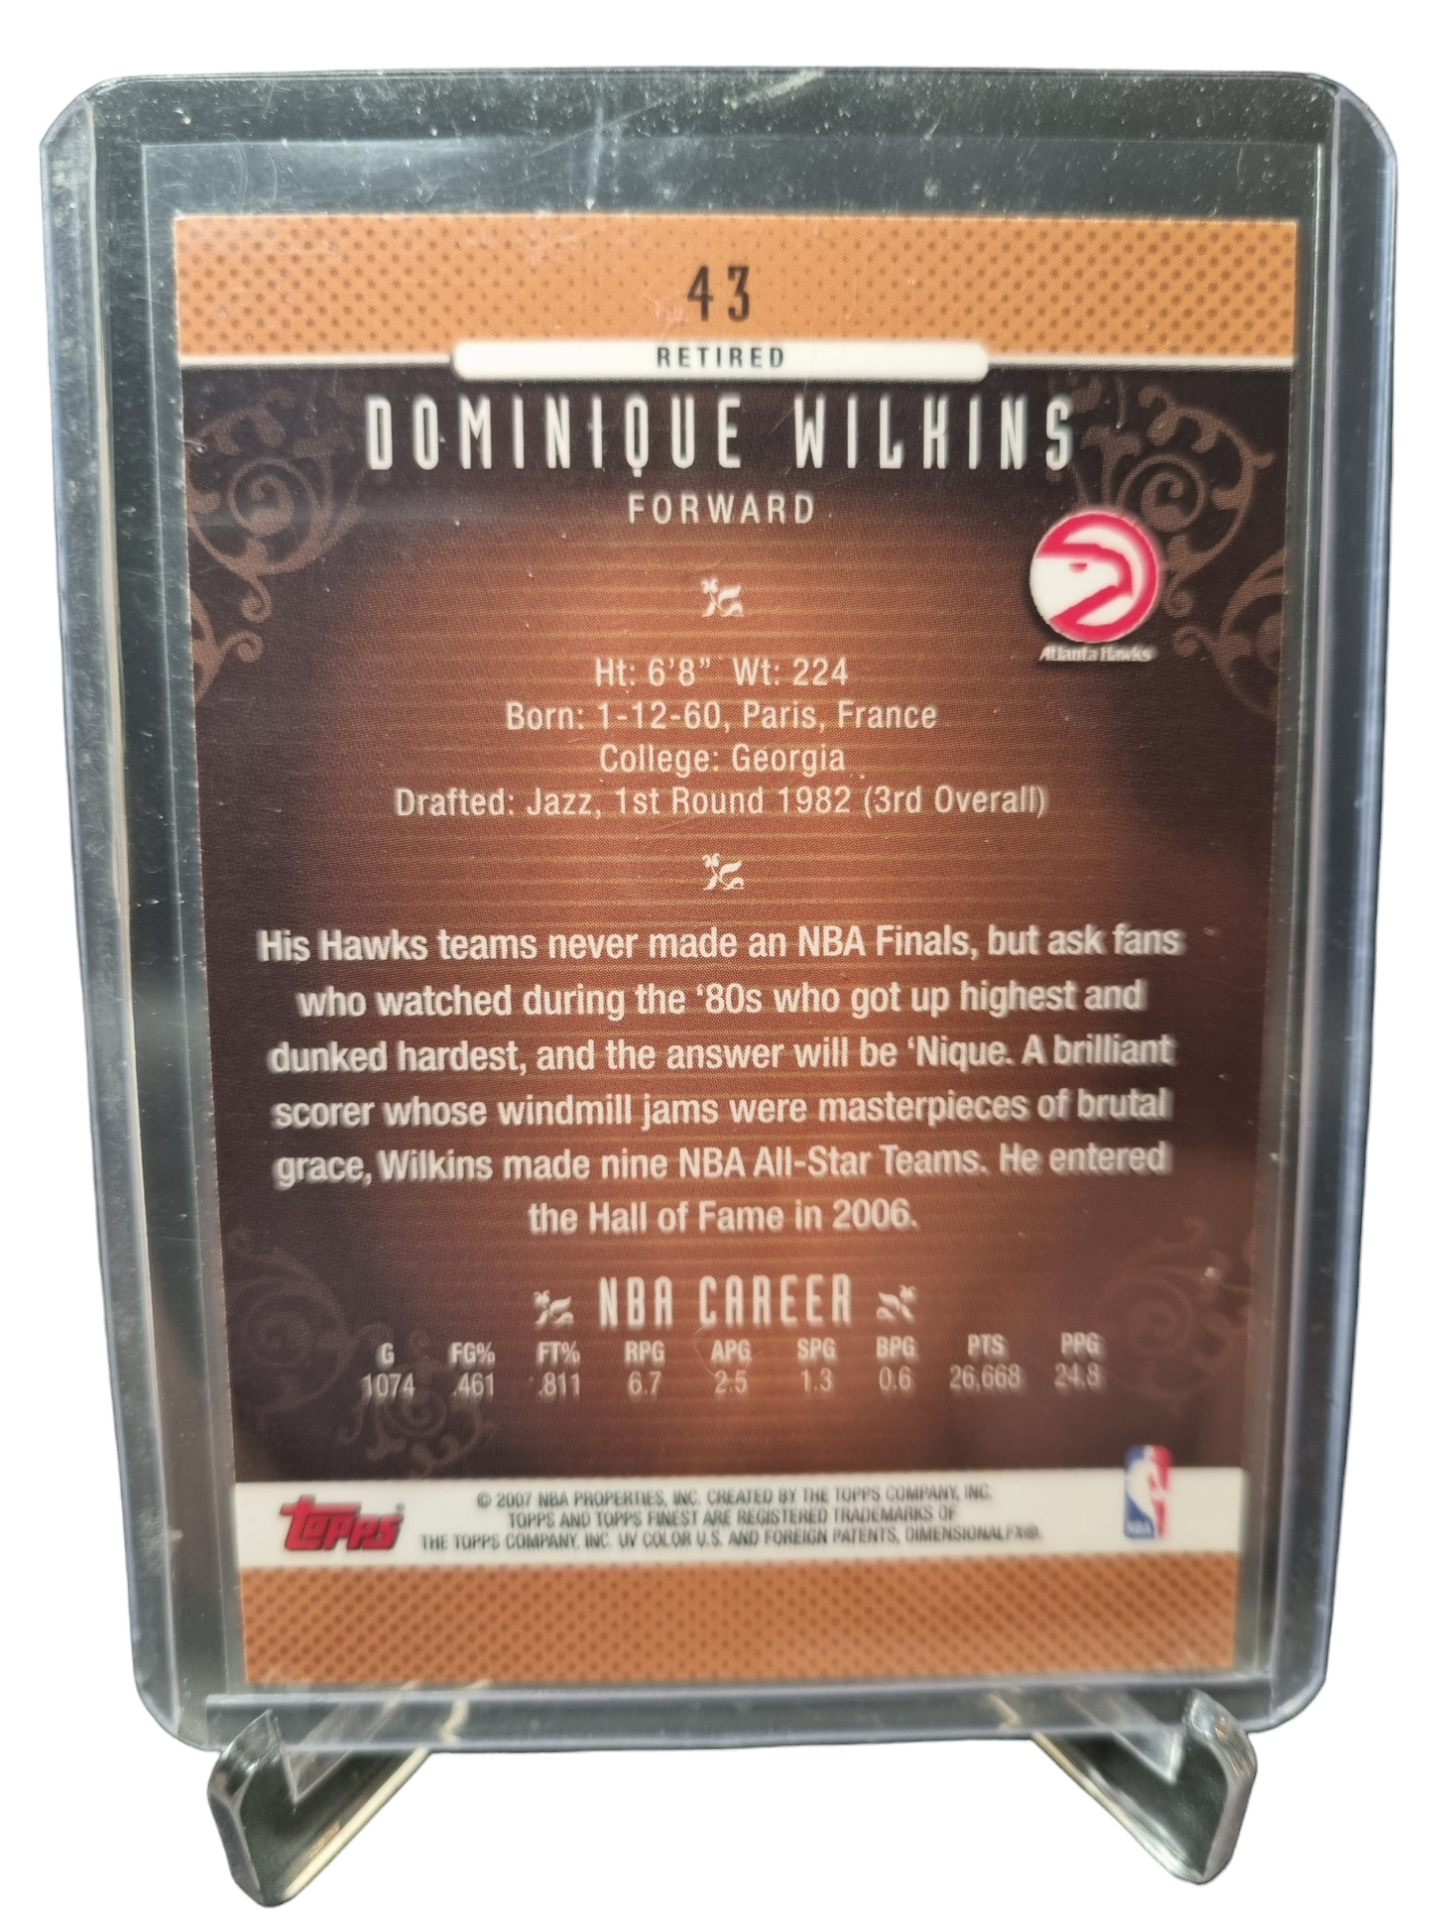 43
RETIRED
DOMINIQUE WILKINS
FORWARD
Atlanta Hawks
Ht: 6'8" Wt: 224
Born: 1-12-60, Paris, France
College: Georgia
Drafted: Jazz, 1st Round 1982 (3rd Overall)
His Hawks teams never made an NBA Finals, but ask fans
who watched during the ‘80s who got up highest and
dunked hardest, and the answer will be ‘Nique. A brilliant
scorer whose windmill jams were masterpieces of brutal
grace, Wilkins made nine NBA All-Star Teams. He entered
the Hall of Fame in 2006.
NBA CAREER
G FG% FT% RPG APG SPG BPG PTS PPG
1074 .461 .811 6.7 2.5 1.3 0.6 26,668 24.8
Topps
© 2007 NBA PROPERTIES, INC. CREATED BY THE TOPPS COMPANY, INC.
TOPPS AND TOPPS FINEST ARE REGISTERED TRADEMARKS OF
THE TOPPS COMPANY, INC. UV COLOR U.S. AND FOREIGN PATENTS, DIMENSIONALFX®.
NBA